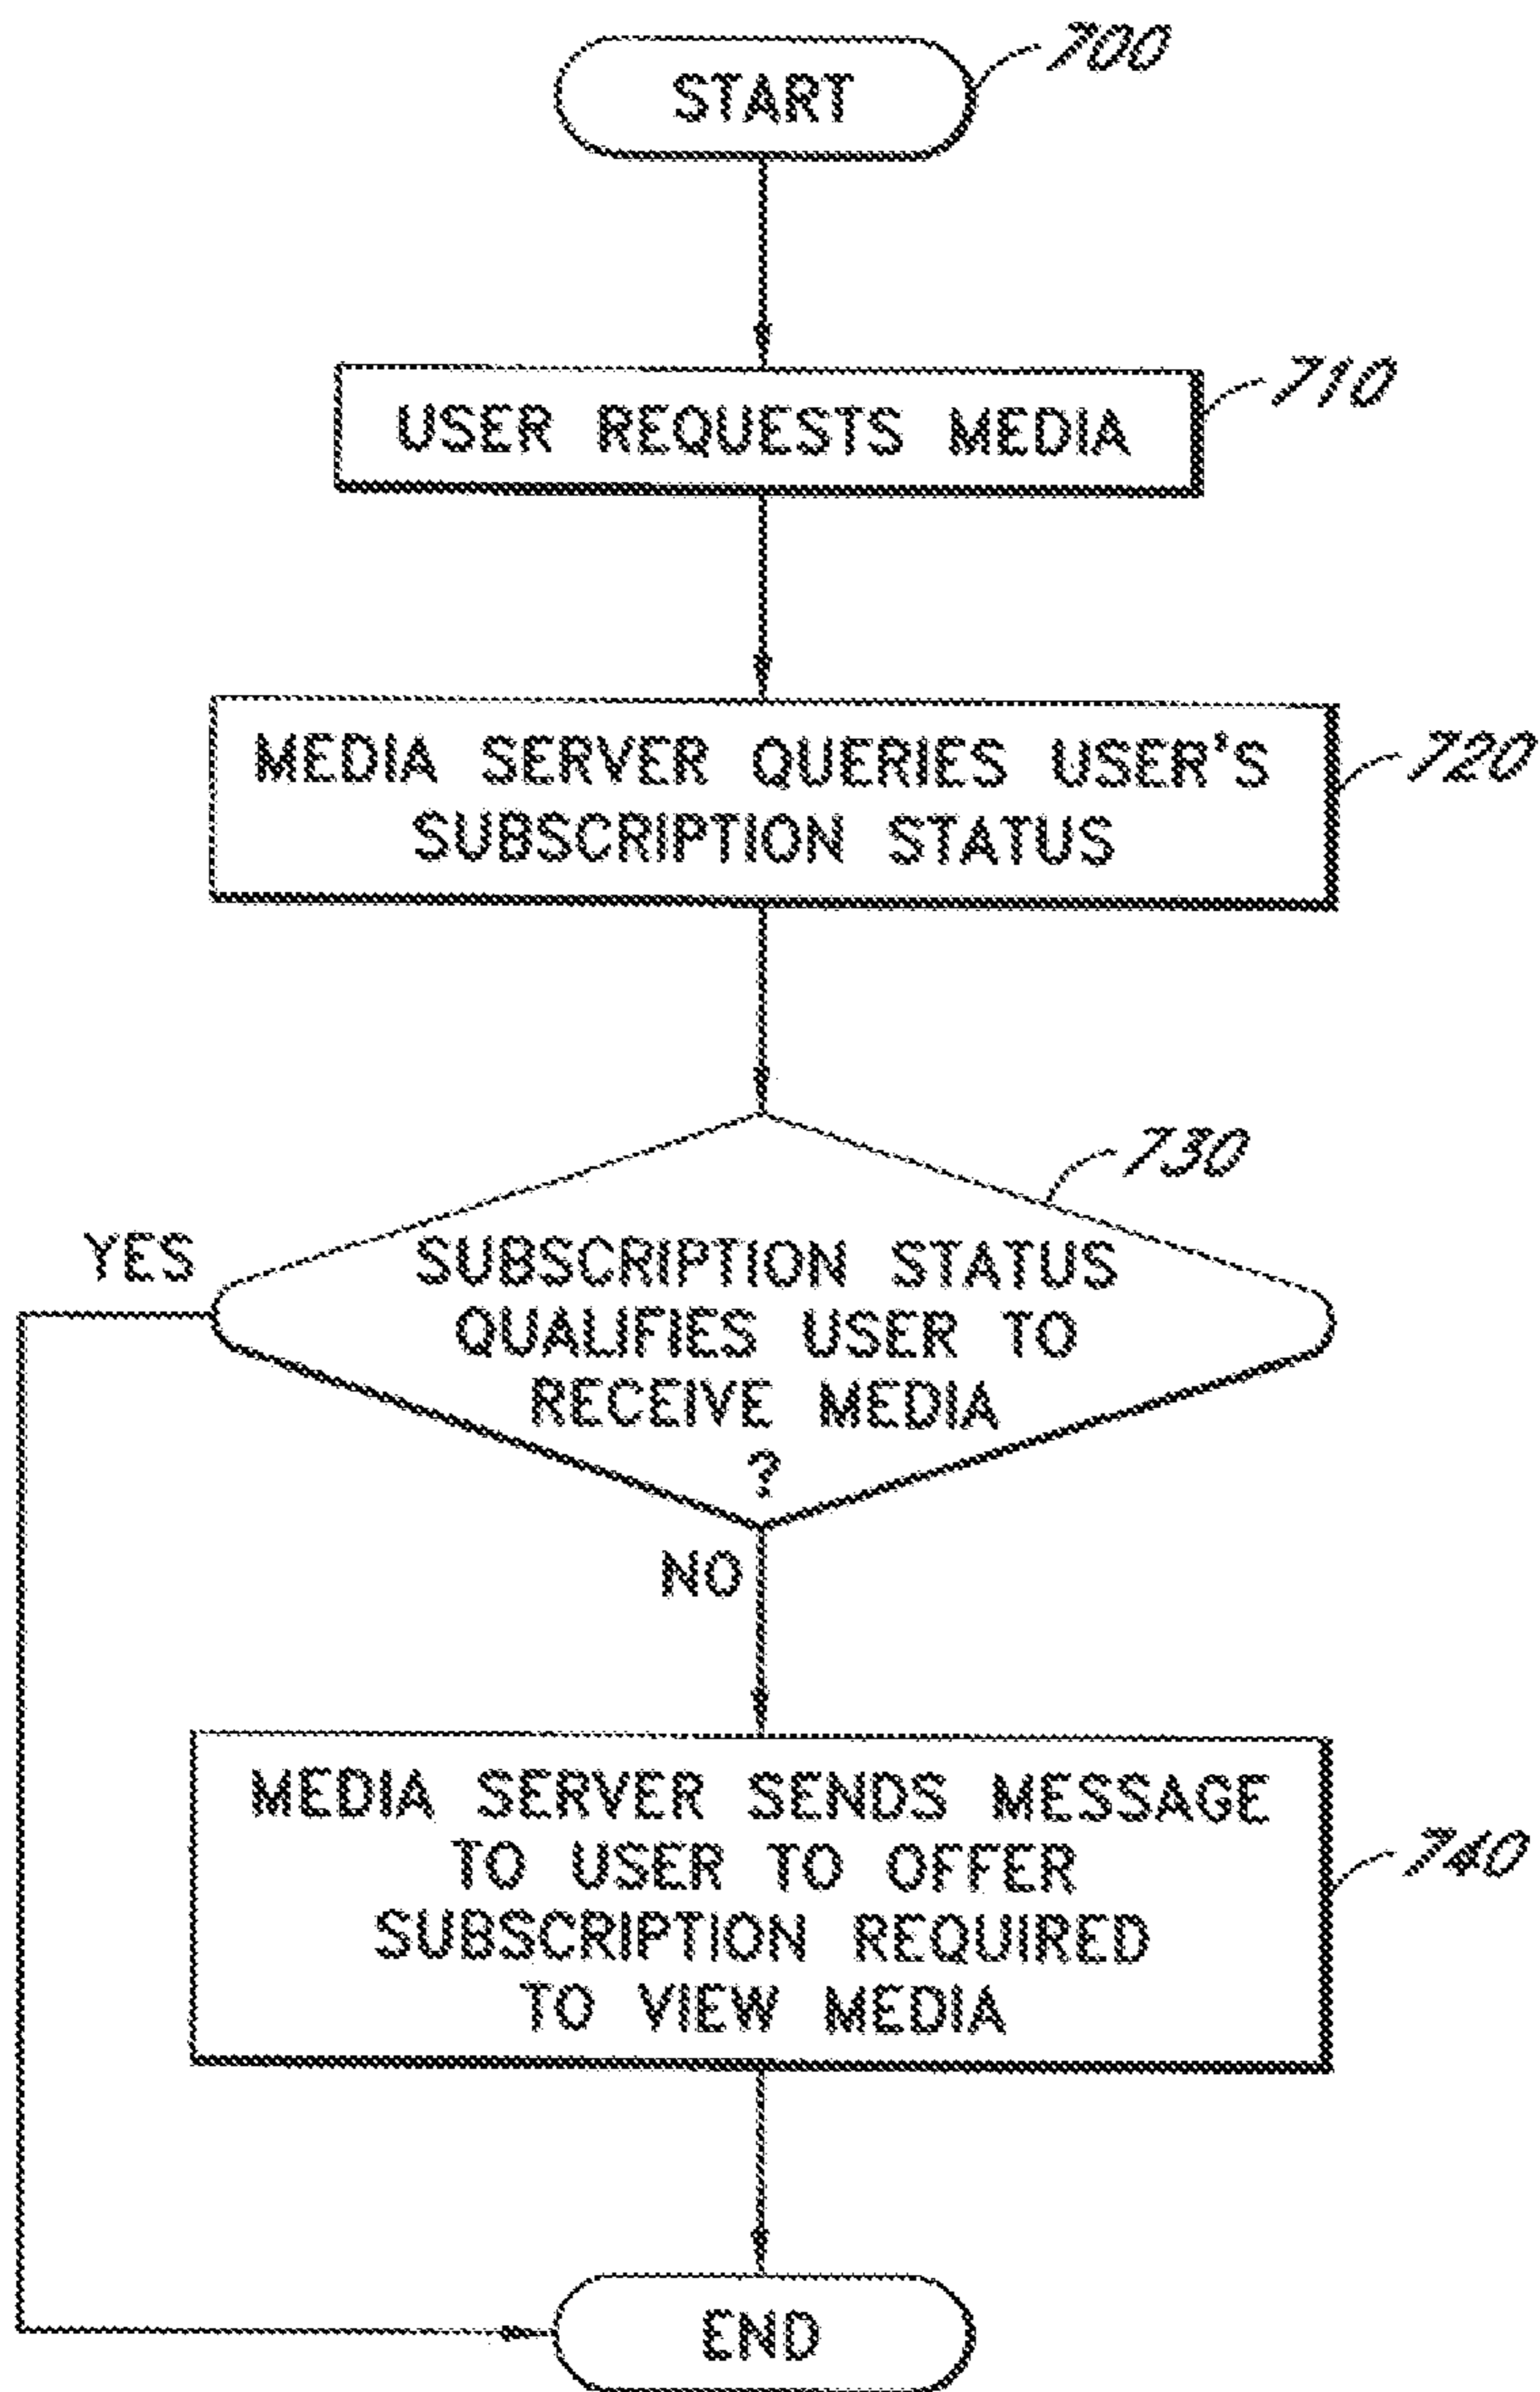 START
700
USER REQUESTS MEDIA
710
MEDIA SERVER QUERIES USER'S
SUBSCRIPTION STATUS
720
730
YES
SUBSCRIPTION STATUS
QUALIFIES USER TO
RECEIVE MEDIA
?
NO
MEDIA SERVER SENDS MESSAGE
TO USER TO OFFER
SUBSCRIPTION REQUIRED
TO VIEW MEDIA
740
END